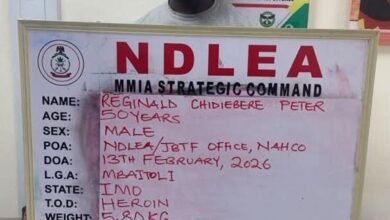 NDLEA
MMIA STRATEGIC COMMAND
NAME: REGINALD CHIDIEBERE PETER
AGE: 50YEARS
SEX: MALE
POA: NDLEA/JBTF OFFICE, NAHCO
DOA: 13TH FEBRUARY, 2026
L.G.A: MBAITOLI
STATE: IMO
T.O.D: HEROIN
WEIGHT: 5.80KG